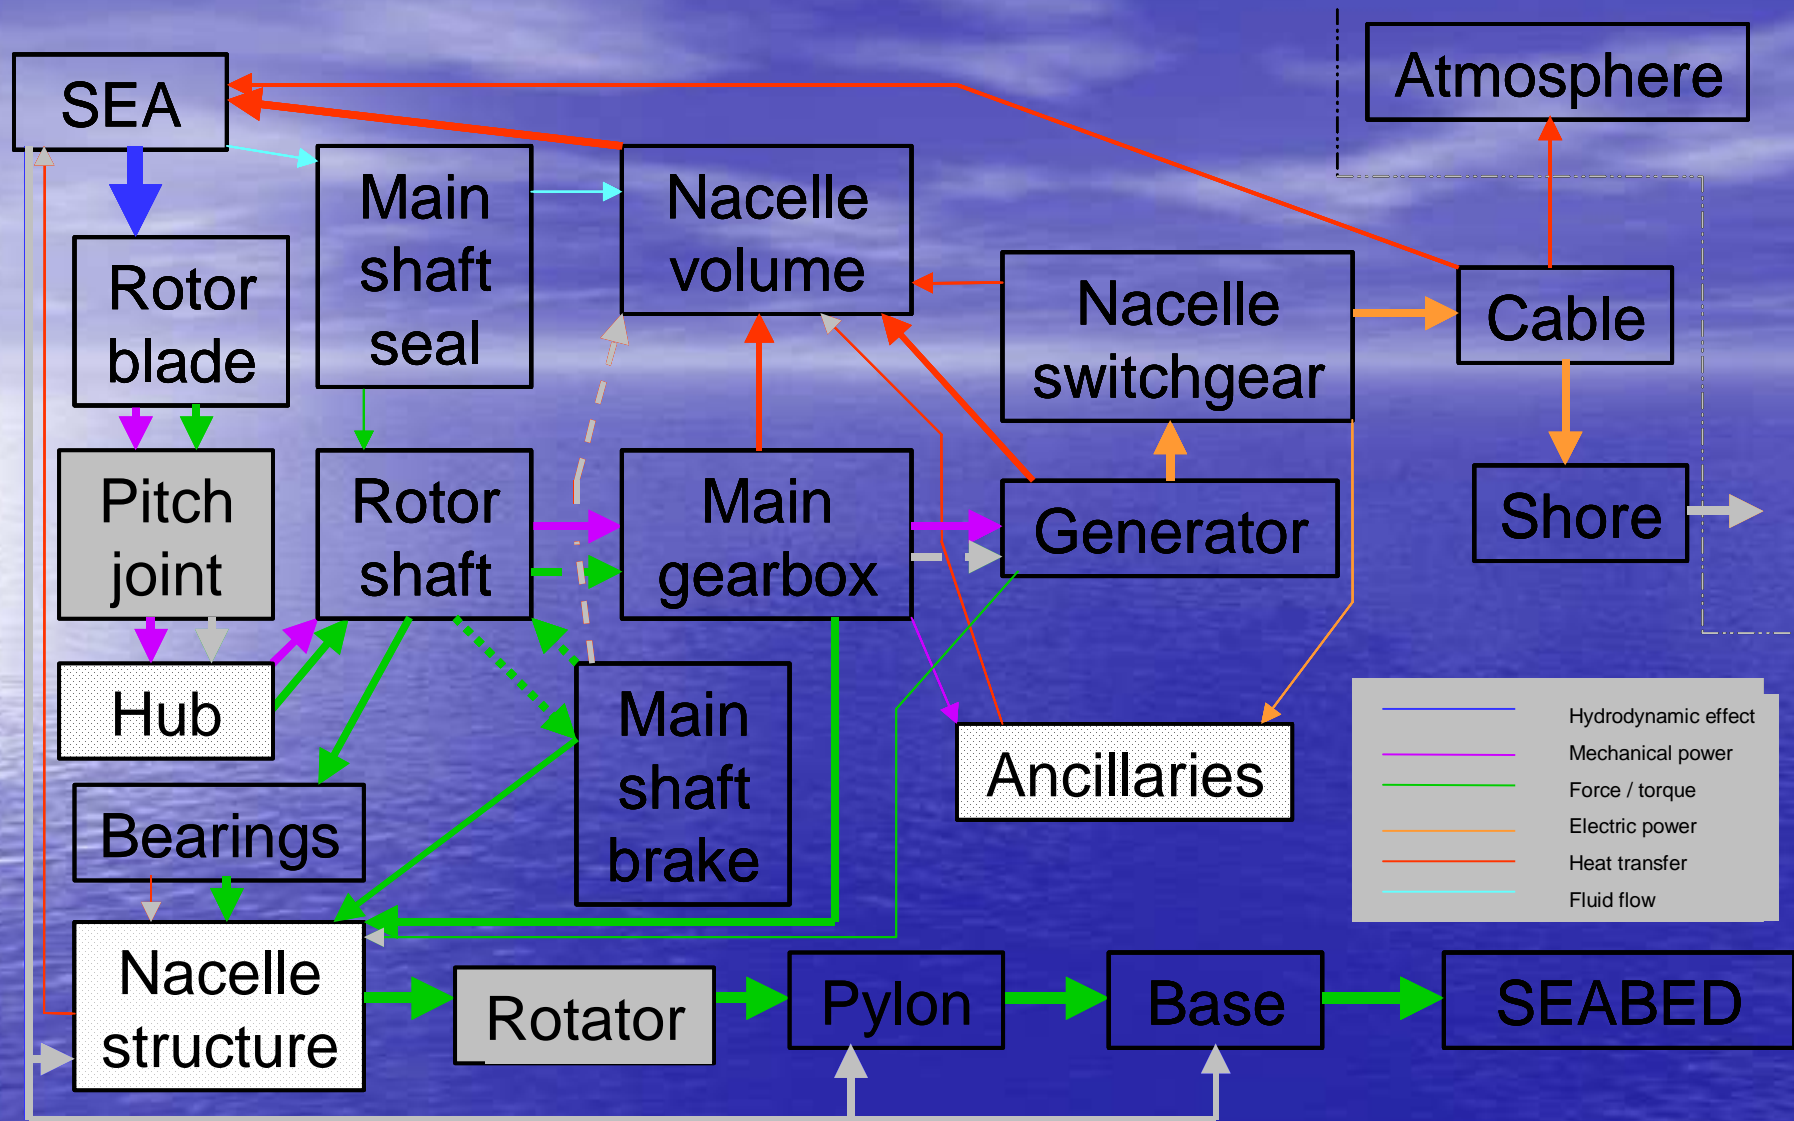 SEA
Atmosphere
Main
shaft
seal
Nacelle
volume
Rotor
blade
Nacelle
switchgear
Cable
Pitch
joint
Rotor
shaft
Main
gearbox
Generator
Shore
Hub
Main
shaft
brake
Ancillaries
Bearings
Hydrodynamic effect
Mechanical power
Force / torque
Electric power
Heat transfer
Fluid flow
Nacelle
structure
Rotator
Pylon
Base
SEABED